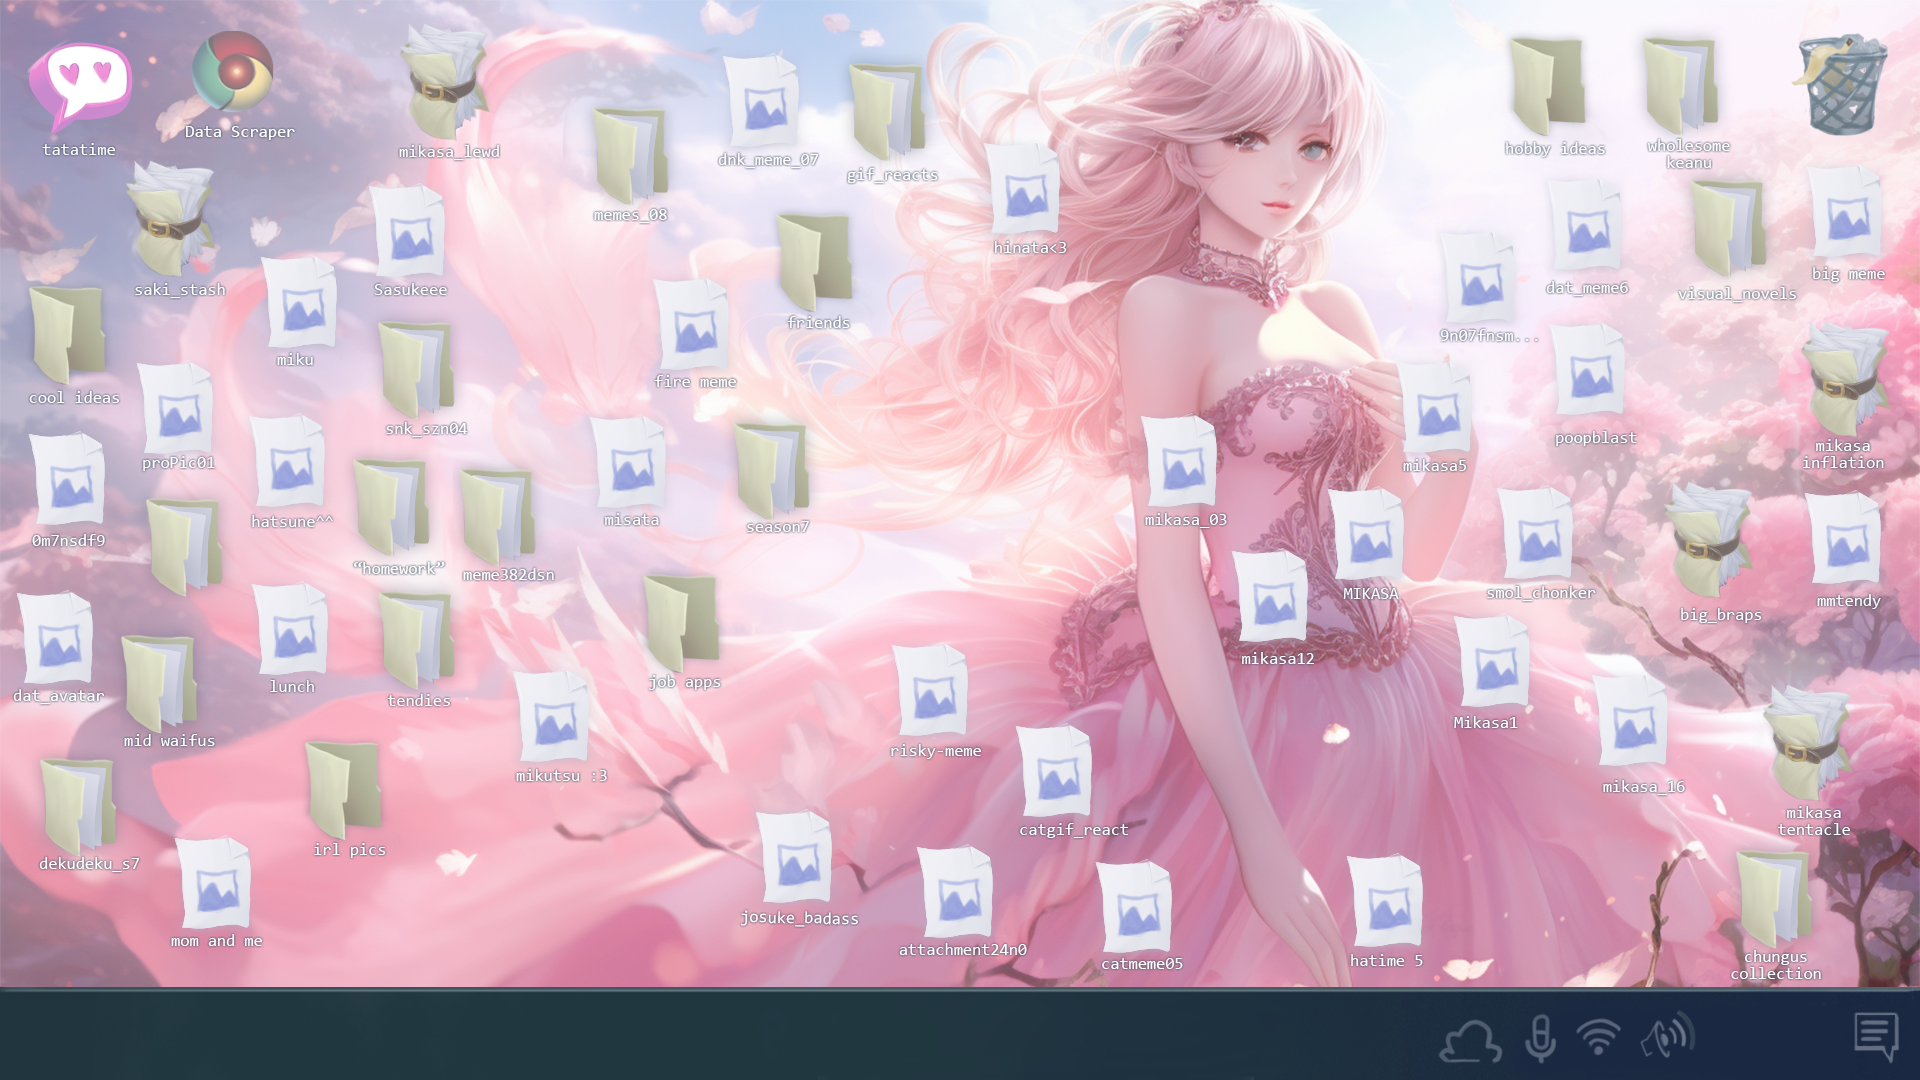 tatatime
Data Scraper
mikasa_lewd
memes_08
dnk_meme_07
gif_reacts
hinata<3
hobby ideas
wholesome
keanu
saki_stash
Sasukeee
friends
9n07fnsm...
dat_meme6
visual_novels
big meme
cool ideas
miku
snk_szn04
fire meme
poopblast
proPic01
mikasa5
mikasa
inflation
0m7nsdf9
hatsune^^
“homework”
meme382dsn
misata
season7
mikasa_03
MIKASA
smol_chonker
big_braps
mmtendy
dat_avatar
lunch
tendies
job apps
mikasa12
mid waifus
mikutsu :3
risky-meme
Mikasa1
mikasa_16
mikasa
tentacle
dekudeku_s7
irl pics
catgif_react
mom and me
josuke_badass
attachment24n0
catmeme05
hatime 5
chungus
collection